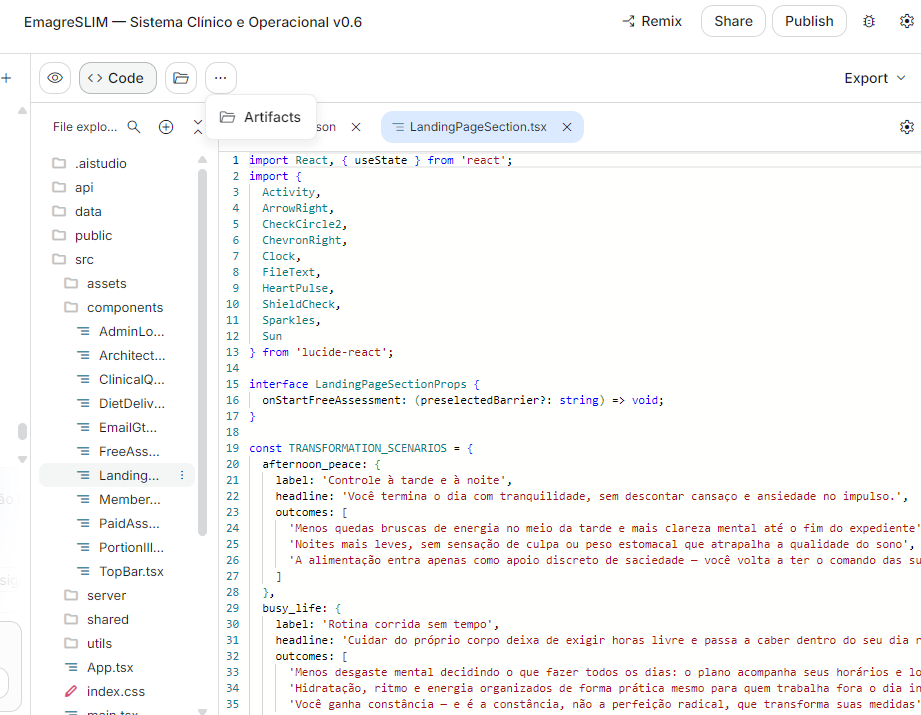 EmagreSLIM — Sistema Clínico e Operacional v0.6
Remix
Share
Publish
<> Code
...
Export
File explo...
Artifacts
son
LandingPageSection.tsx
.aistudio
api
data
public
src
assets
components
AdminLo...
Architect...
ClinicalQ...
DietDeliv...
EmailGt...
FreeAss...
Landing...
Member...
PaidAss...
PortionIll...
TopBar.tsx
server
shared
utils
App.tsx
index.css
main.tsx
1 import React, { useState } from 'react';
2 import {
3 Activity,
4 ArrowRight,
5 CheckCircle2,
6 ChevronRight,
7 Clock,
8 FileText,
9 HeartPulse,
10 ShieldCheck,
11 Sparkles,
12 Sun
13 } from 'lucide-react';
14
15 interface LandingPageSectionProps {
16 onStartFreeAssessment: (preselectedBarrier?: string) => void;
17 }
18
19 const TRANSFORMATION_SCENARIOS = {
20 afternoon_peace: {
21 label: 'Controle à tarde e à noite',
22 headline: 'Você termina o dia com tranquilidade, sem descontar cansaço e ansiedade no impulso.',
23 outcomes: [
24 'Menos quedas bruscas de energia no meio da tarde e mais clareza mental até o fim do expediente'
25 'Noites mais leves, sem sensação de culpa ou peso estomacal que atrapalha a qualidade do sono',
26 'A alimentação entra apenas como apoio discreto de saciedade — você volta a ter o comando das su
27 ]
28 },
29 busy_life: {
30 label: 'Rotina corrida sem tempo',
31 headline: 'Cuidar do próprio corpo deixa de exigir horas livre e passa a caber dentro do seu dia r
32 outcomes: [
33 'Menos desgaste mental decidindo o que fazer todos os dias: o plano acompanha seus horários e lo
34 'Hidratação, ritmo e energia organizados de forma prática mesmo para quem trabalha fora o dia in
35 'Você ganha constância — e é a constância, não a perfeição radical, que transforma suas medidas'